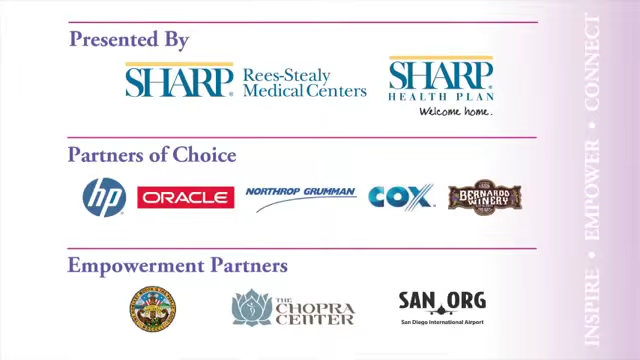 Presented By
SHARP® Rees-Stealy
Medical Centers
SHARP®
HEALTH PLAN
Welcome home.
Partners of Choice
hp
ORACLE
NORTHROP GRUMMAN
COX®
BERNARDO
WINERY
Empowerment Partners
THE
CHOPRA
CENTER
SAN.ORG
San Diego International Airport
INSPIRE • EMPOWER • CONNECT